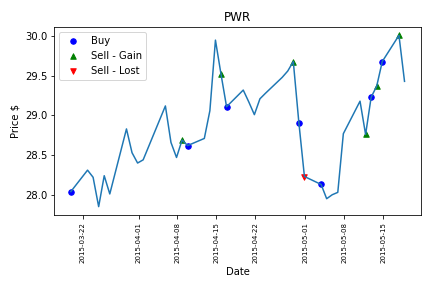 PWR
Buy
Sell - Gain
Sell - Lost
Price $
30.0
29.5
29.0
28.5
28.0
2015-03-22
2015-04-01
2015-04-08
2015-04-15
2015-04-22
2015-05-01
2015-05-08
2015-05-15
Date